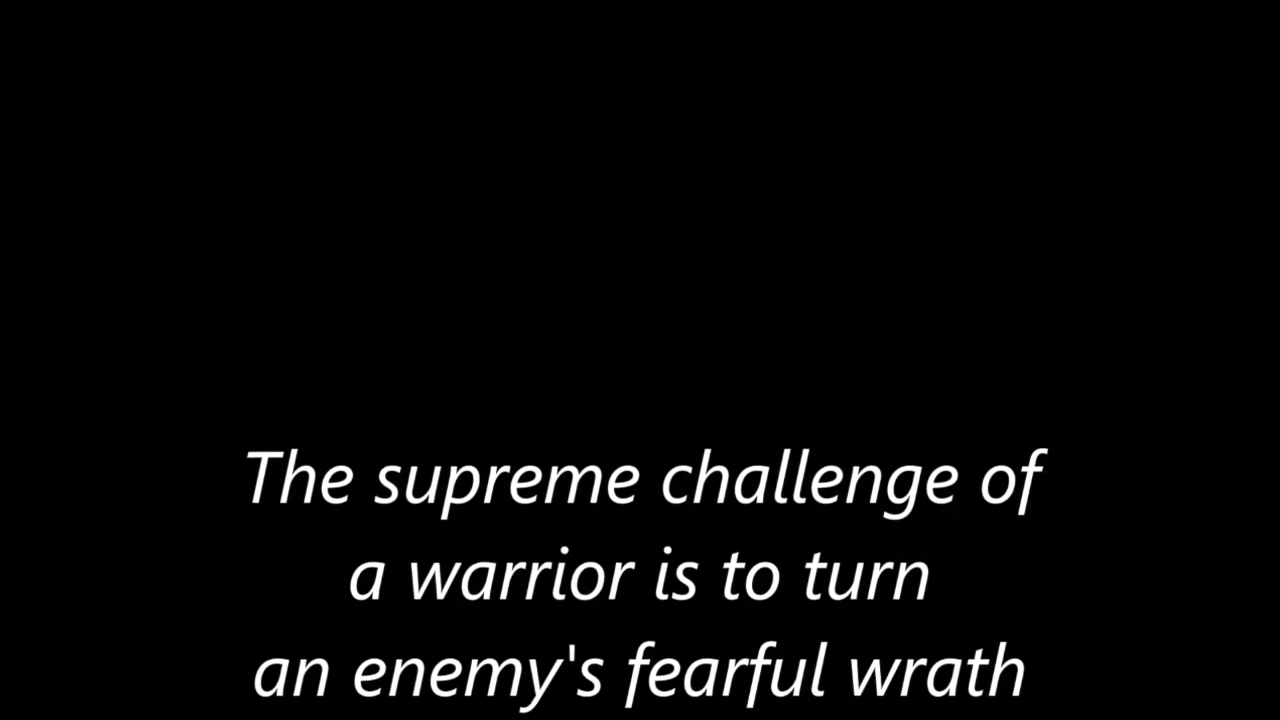 The supreme challenge of
a warrior is to turn
an enemy's fearful wrath